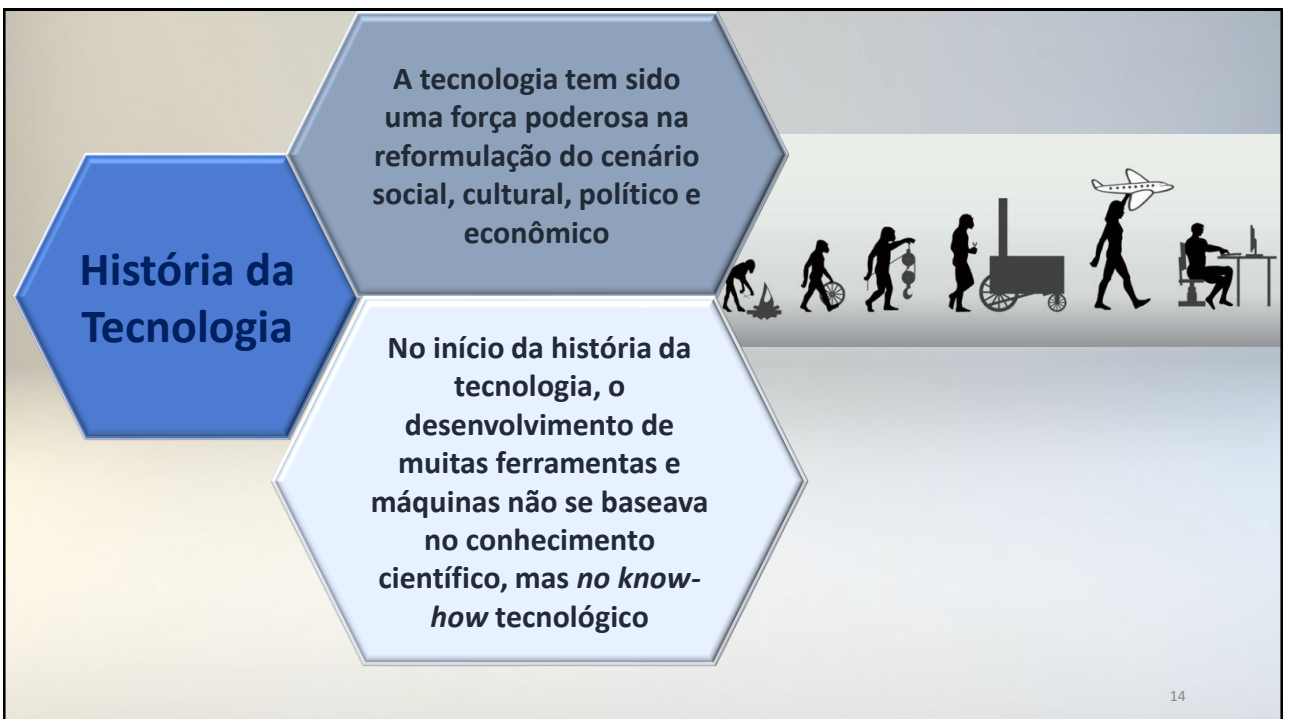 História da
Tecnologia
A tecnologia tem sido
uma força poderosa na
reformulação do cenário
social, cultural, político e
econômico
No início da história da
tecnologia, o
desenvolvimento de
muitas ferramentas e
máquinas não se baseava
no conhecimento
científico, mas no know-
how tecnológico
14